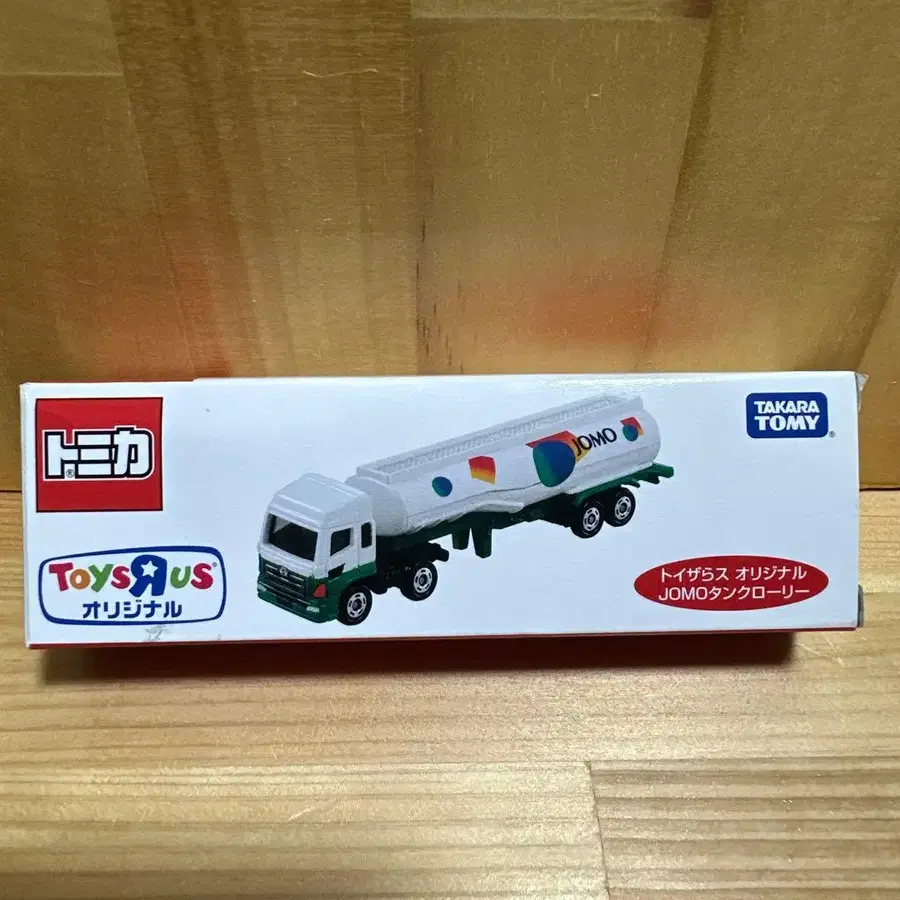 トミカ®
TOYSЯUS®
オリジナル
JOMO
TAKARA
TOMY®
トイザらス オリジナル
JOMOタンクローリー